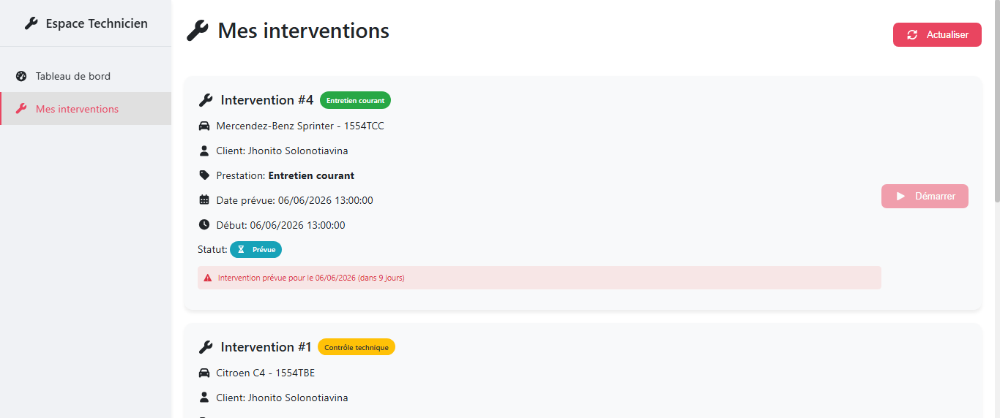 Espace Technicien
Tableau de bord
Mes interventions
Mes interventions
Actualiser
Intervention #4 Entretien courant
Mercendez-Benz Sprinter - 1554TCC
Client: Jhonito Solonotiavina
Prestation: Entretien courant
Date prévue: 06/06/2026 13:00:00
Début: 06/06/2026 13:00:00
Statut: Prévue
Intervention prévue pour le 06/06/2026 (dans 9 jours)
Démarrer
Intervention #1 Contrôle technique
Citroen C4 - 1554TBE
Client: Jhonito Solonotiavina